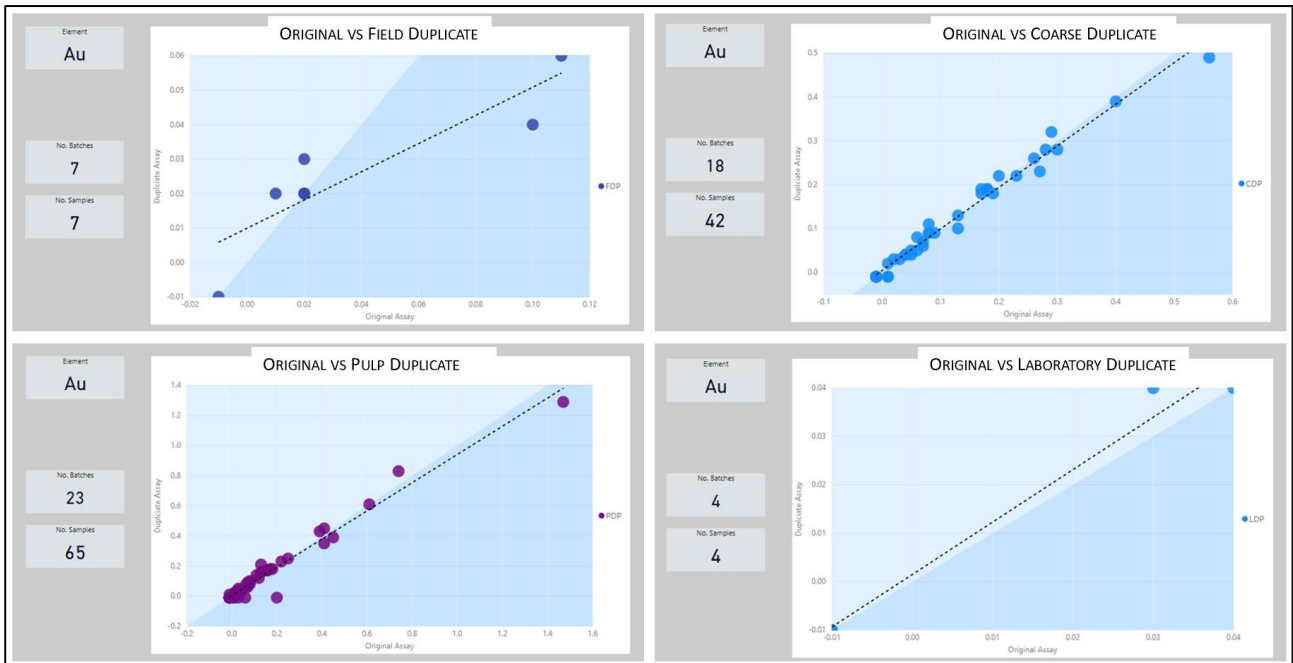 ORIGINAL VS FIELD DUPLICATE
Element
Au
No. Batches
7
No. Samples
7
Duplciate Assay
0.06
0.05
0.04
0.03
0.02
0.01
0.00
-0.01
-0.02
0.00
0.02
0.04
0.06
0.08
0.10
0.12
Original Assay
FDP
ORIGINAL VS COARSE DUPLICATE
Element
Au
No. Batches
18
No. Samples
42
Duplciate Assay
0.5
0.4
0.3
0.2
0.1
0.0
-0.1
0.0
0.1
0.2
0.3
0.4
0.5
0.6
Original Assay
CDP
ORIGINAL VS PULP DUPLICATE
Element
Au
No. Batches
23
No. Samples
65
Duplciate Assay
1.4
1.2
1.0
0.8
0.6
0.4
0.2
0.0
-0.2
-0.2
0.0
0.2
0.4
0.6
0.8
1.0
1.2
1.4
1.6
Original Assay
PDP
ORIGINAL VS LABORATORY DUPLICATE
Element
Au
No. Batches
4
No. Samples
4
Duplciate Assay
0.04
0.03
0.02
0.01
0.00
-0.01
-0.01
0.00
0.01
0.02
0.03
0.04
Original Assay
LDP